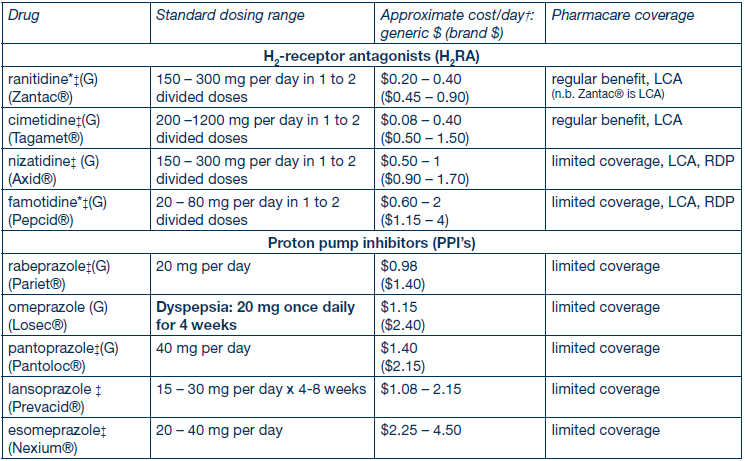 Drug Standard dosing range Approximate cost/day†: Pharmacare coverage
generic $ (brand $)
H₂-receptor antagonists (H₂RA)
ranitidine*‡(G) 150 – 300 mg per day in 1 to 2 $0.20 – 0.40 regular benefit, LCA
(Zantac®) divided doses ($0.45 – 0.90) (n.b. Zantac® is LCA)
cimetidine‡(G) 200 –1200 mg per day in 1 to 2 $0.08 – 0.40 regular benefit, LCA
(Tagamet®) divided doses ($0.50 – 1.50)
nizatidine‡ (G) 150 – 300 mg per day in 1 to 2 $0.50 – 1 limited coverage, LCA, RDP
(Axid®) divided doses ($0.90 – 1.70)
famotidine*‡(G) 20 – 80 mg per day in 1 to 2 $0.60 – 2 limited coverage, LCA, RDP
(Pepcid®) divided doses ($1.15 – 4)
Proton pump inhibitors (PPI's)
rabeprazole‡(G) 20 mg per day $0.98 limited coverage
(Pariet®) ($1.40)
omeprazole (G) Dyspepsia: 20 mg once daily $1.15 limited coverage
(Losec®) for 4 weeks ($2.40)
pantoprazole‡(G) 40 mg per day $1.40 limited coverage
(Pantoloc®) ($2.15)
lansoprazole ‡ 15 – 30 mg per day x 4-8 weeks $1.08 – 2.15 limited coverage
(Prevacid®)
esomeprazole‡ 20 – 40 mg per day $2.25 – 4.50 limited coverage
(Nexium®)